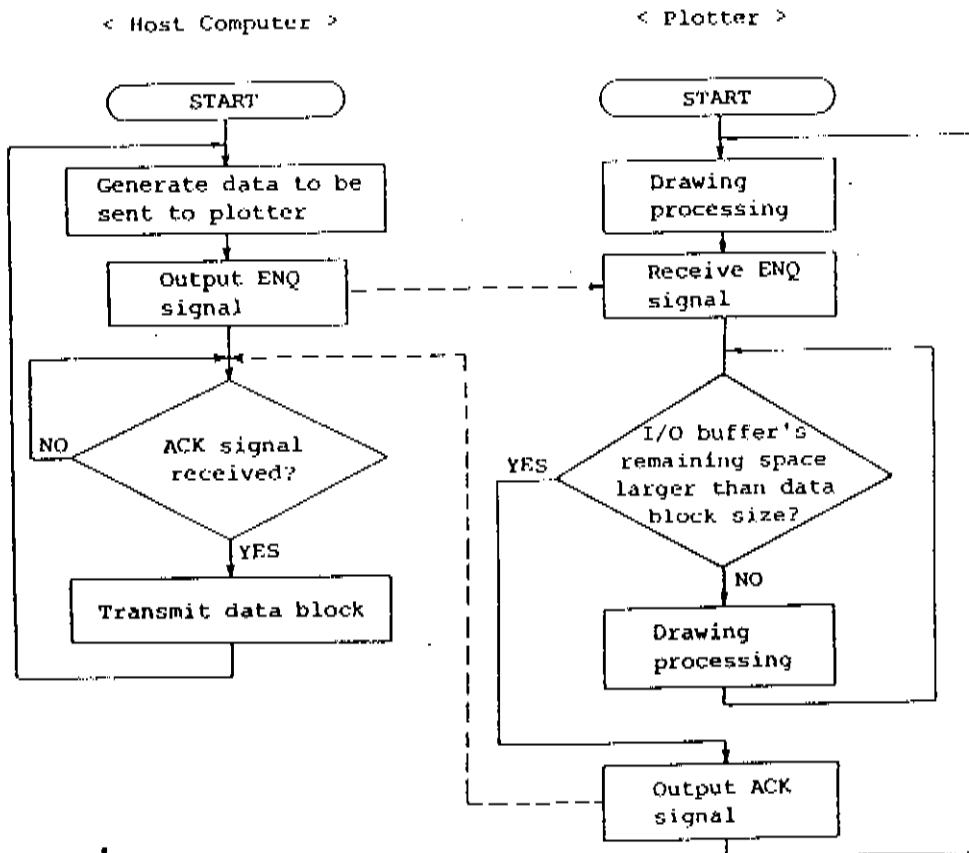 < Host Computer >
START
Generate data to be
sent to plotter
Output ENQ
signal
NO
ACK signal
received?
YES
Transmit data block
< Plotter >
START
Drawing
processing
Receive ENQ
signal
YES
I/O buffer's
remaining space
larger than data
block size?
NO
Drawing
processing
Output ACK
signal